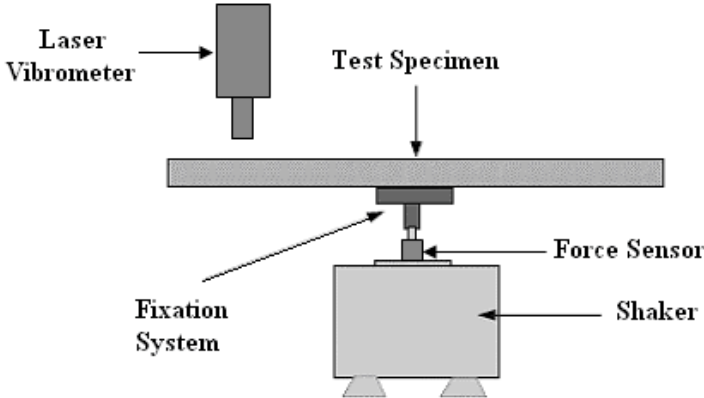 Laser
Vibrometer
Test Specimen
Force Sensor
Fixation
System
Shaker